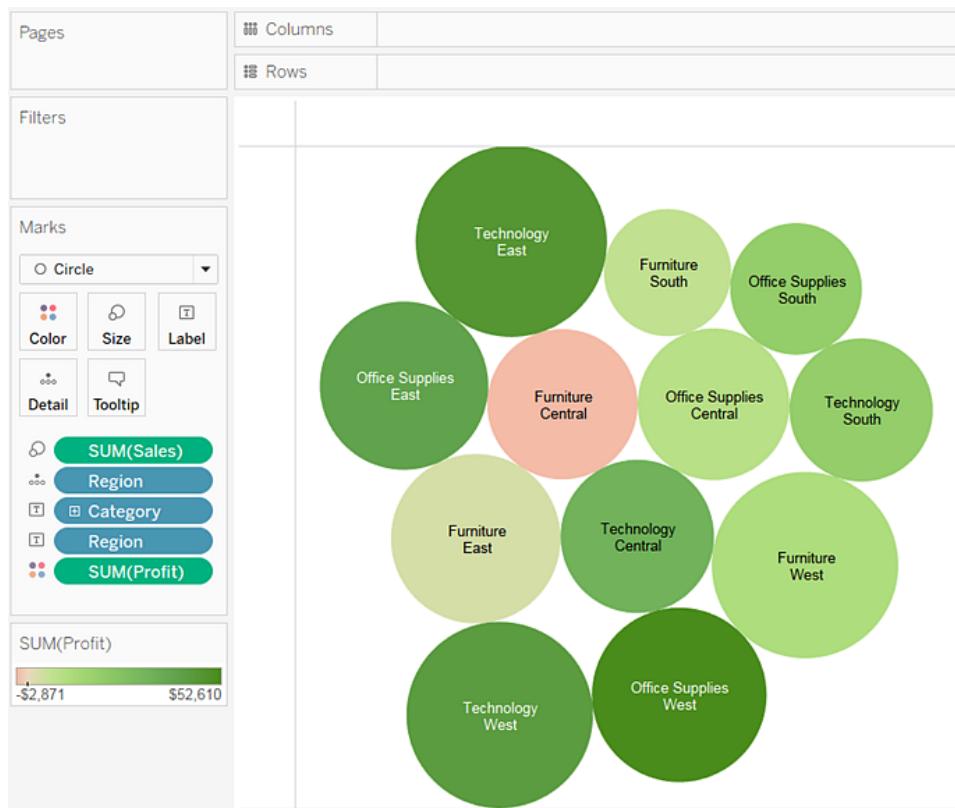 Pages
Columns
Rows
Filters
Marks
Circle
Color
Size
Label
Detail
Tooltip
SUM(Sales)
Region
Category
Region
SUM(Profit)
SUM(Profit)
-$2,871
$52,610
Technology
East
Furniture
South
Office Supplies
South
Office Supplies
East
Furniture
Central
Office Supplies
Central
Technology
South
Furniture
East
Technology
Central
Furniture
West
Technology
West
Office Supplies
West